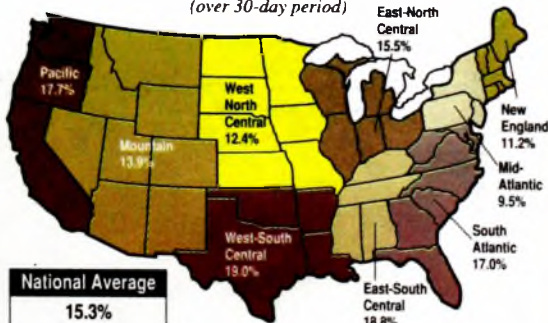 (over 30-day period)
East-North
Central
15.5%
Pacific
17.7%
West
North
Central
12.4%
New
England
11.2%
Mountain
13.9%
Mid-
Atlantic
9.5%
West-South
Central
19.0%
South
Atlantic
17.0%
National Average
15.3%
East-South
Central
18.8%